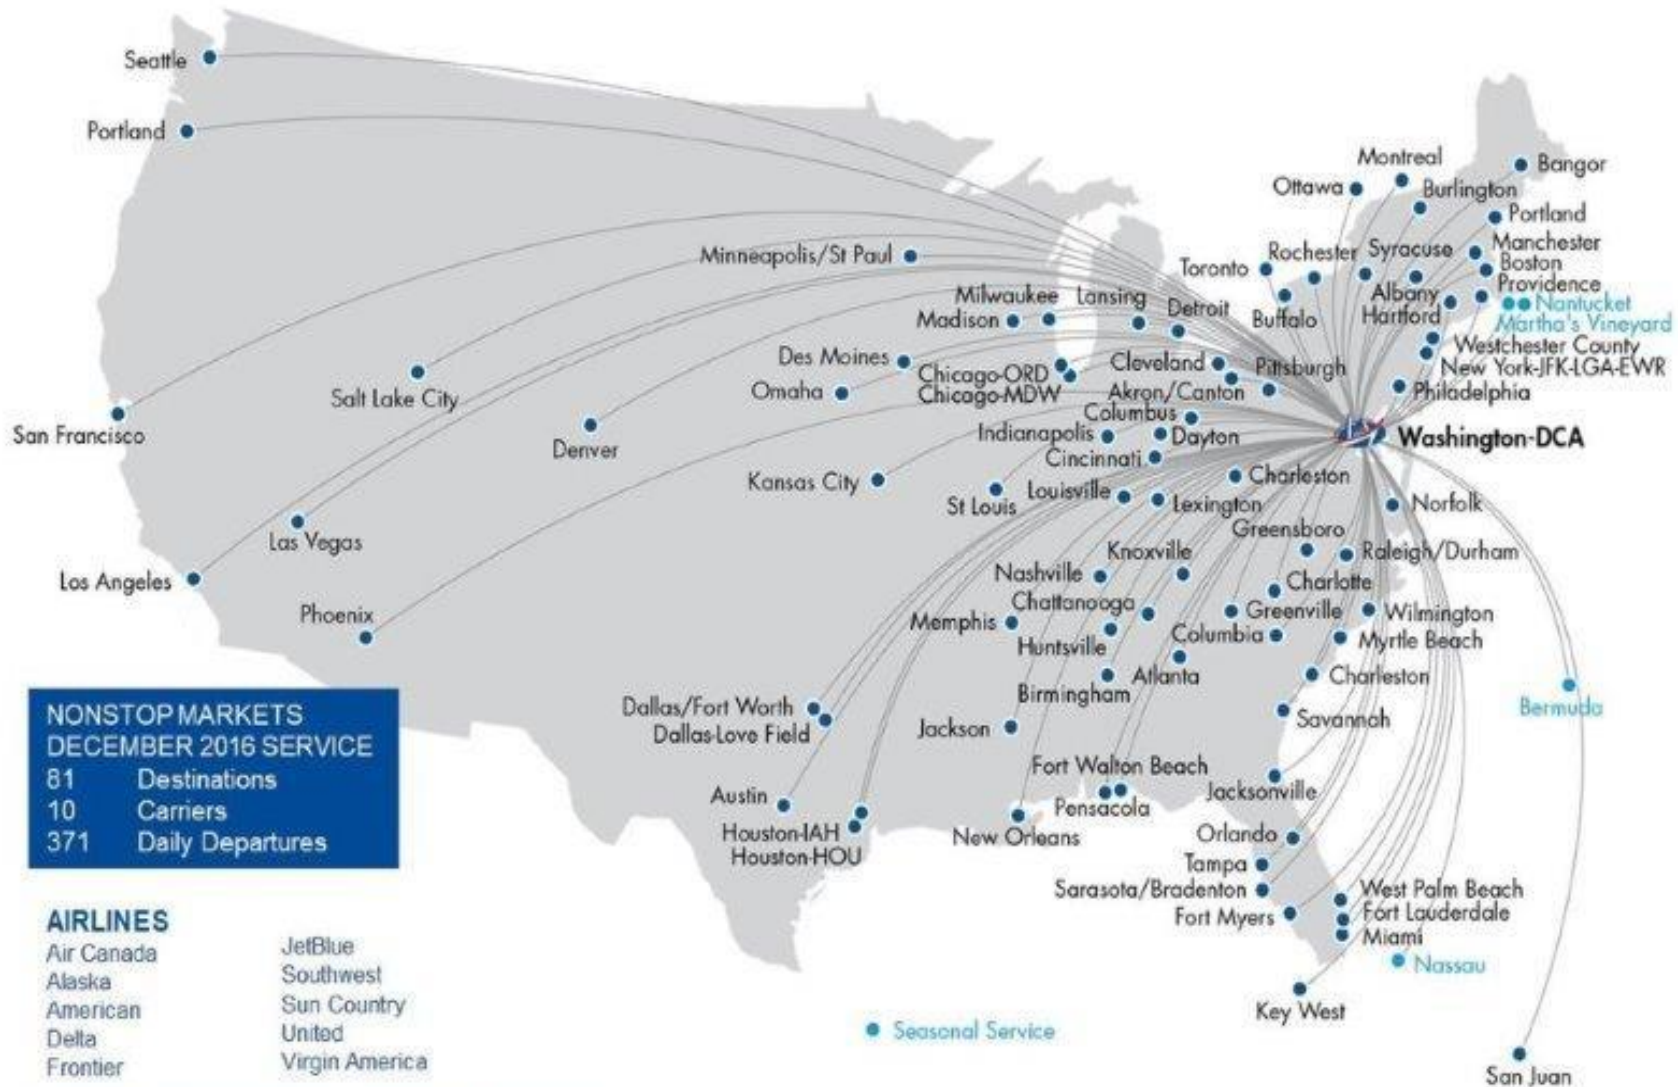 Seattle
Portland
San Francisco
Salt Lake City
Las Vegas
Los Angeles
Phoenix
Denver
Minneapolis/St Paul
Milwaukee
Lansing
Detroit
Madison
Des Moines
Omaha
Chicago-ORD
Chicago-MDW
Cleveland
Akron/Canton
Pittsburgh
Columbus
Indianapolis
Dayton
Cincinnati
Kansas City
St Louis
Louisville
Lexington
Charleston
Ottawa
Montreal
Burlington
Bangor
Portland
Toronto
Rochester
Syracuse
Manchester
Boston
Providence
Buffalo
Albany
Hartford
Nantucket
Martha's Vineyard
Westchester County
New York-JFK-LGA-EWR
Philadelphia
Washington-DCA
Norfolk
Greensboro
Raleigh/Durham
Knoxville
Nashville
Charlotte
Chattanooga
Greenville
Wilmington
Memphis
Huntsville
Columbia
Myrtle Beach
Birmingham
Atlanta
Charleston
Savannah
Bermuda
Dallas/Fort Worth
Dallas-Love Field
Jackson
Fort Walton Beach
Pensacola
Jacksonville
Austin
Houston-IAH
Houston-HOU
New Orleans
Orlando
Tampa
Sarasota/Bradenton
Fort Myers
West Palm Beach
Fort Lauderdale
Miami
Nassau
Key West
San Juan
Seasonal Service
NONSTOP MARKETS
DECEMBER 2016 SERVICE
81 Destinations
10 Carriers
371 Daily Departures
AIRLINES
Air Canada
Alaska
American
Delta
Frontier
JetBlue
Southwest
Sun Country
United
Virgin America